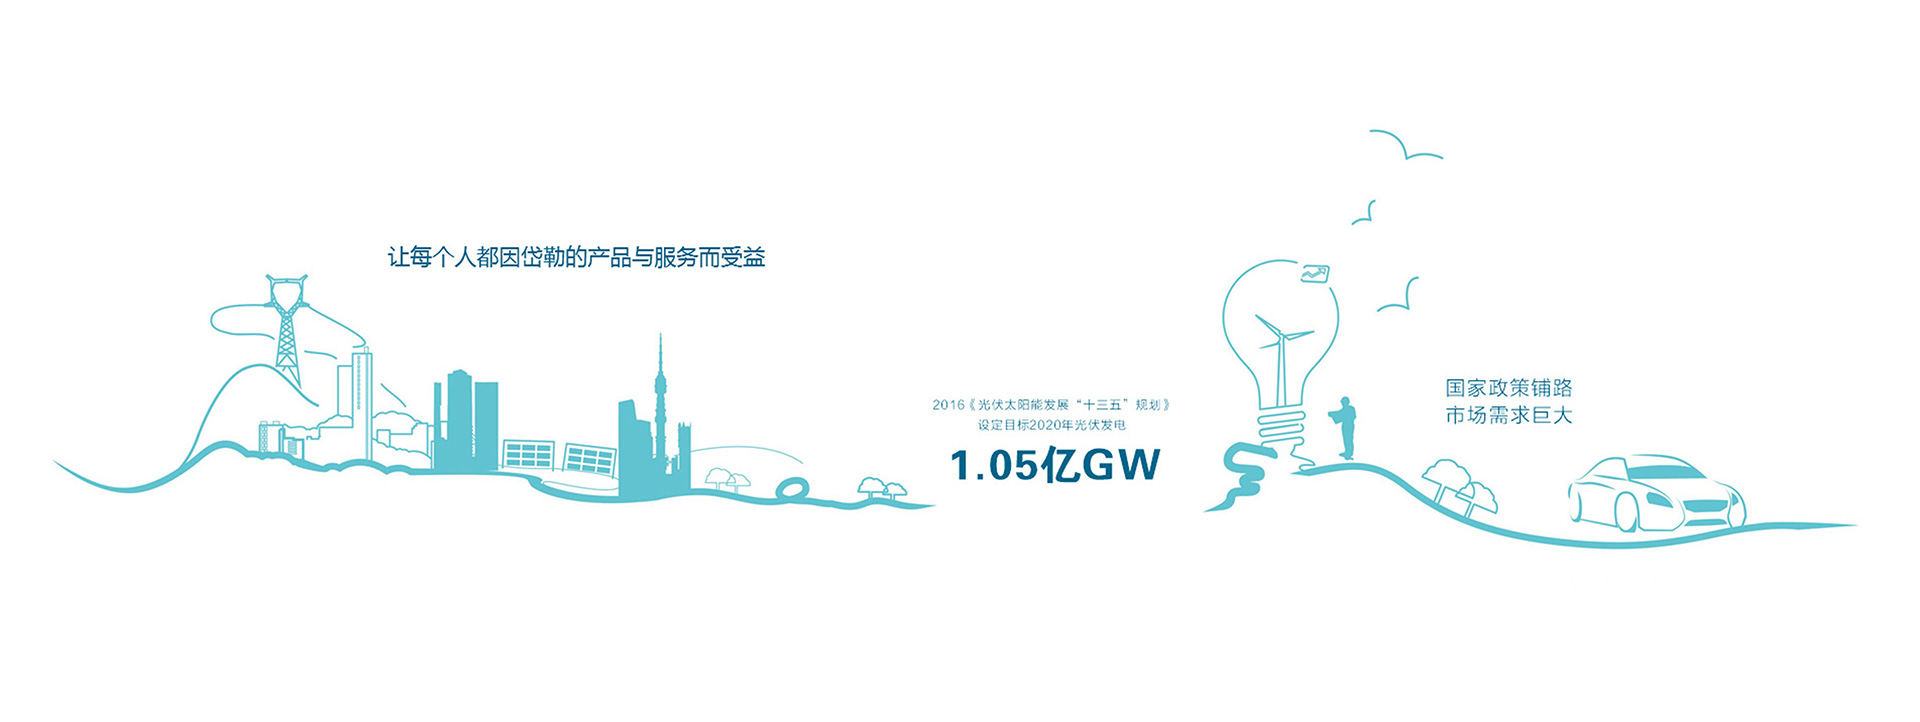 让每个人都因岱勒的产品与服务而受益
2016《光伏太阳能发展“十三五”规划》
设定目标2020年光伏发电
1.05亿GW
国家政策铺路
市场需求巨大